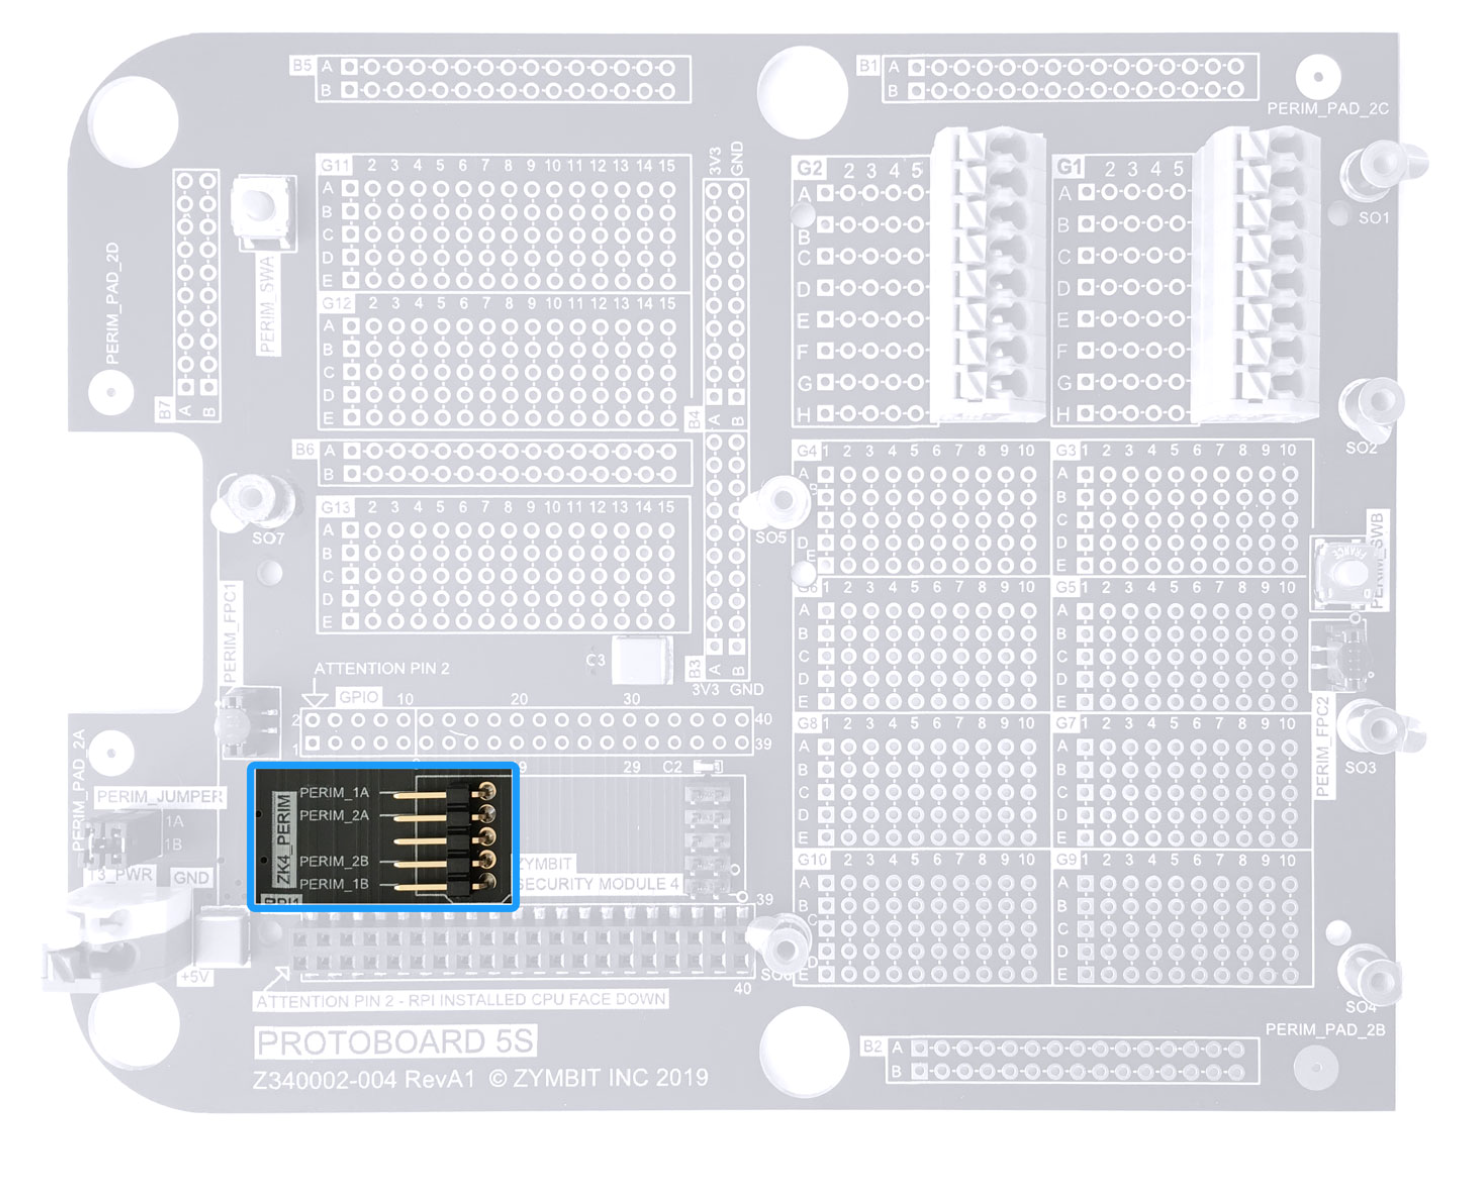 B5 A
B
B1 A
B
PERIM_PAD_2C
G11 2 3 4 5 6 7 8 9 10 11 12 13 14 15
A
B
C
D
E
3V3 GND
G2 2 3 4 5
A
B
C
D
E
F
G
H
G1 2 3 4 5
A
B
C
D
E
F
G
H
SO1
PERIM_PAD_2D
PERIM_SWA
G12 2 3 4 5 6 7 8 9 10 11 12 13 14 15
A
B
C
D
E
B7 A B
B4 A B
SO2
B6 A
B
G4 1 2 3 4 5 6 7 8 9 10
A
B
D
E
G3 1 2 3 4 5 6 7 8 9 10
A
B
C
D
E
G13 2 3 4 5 6 7 8 9 10 11 12 13 14 15
A
B
C
D
E
SO7
SO5
PERIM_SWB
PERIM_FPC1
G6 1 2 3 4 5 6 7 8 9 10
A
B
C
D
E
G5 1 2 3 4 5 6 7 8 9 10
A
B
C
D
E
C3
B3 A B
3V3 GND
ATTENTION PIN 2
GPIO 10 20 30
2 40
1 39
29 C2
PERIM_FPC2
SO3
G8 1 2 3 4 5 6 7 8 9 10
A
B
C
D
E
G7 1 2 3 4 5 6 7 8 9 10
A
B
C
D
E
PERIM_PAD_2A
PERIM_JUMPER
1A
1B
T3_PWR
GND
+5V
ZK4_PERIM
PERIM_1A
PERIM_2A
PERIM_2B
PERIM_1B
RPI1
ZYMBIT
SECURITY MODULE 4
39
40
G10 1 2 3 4 5 6 7 8 9 10
A
B
C
D
E
G9 1 2 3 4 5 6 7 8 9 10
A
B
C
D
E
SO4
ATTENTION PIN 2 - RPI INSTALLED CPU FACE DOWN
PROTOBOARD 5S
Z340002-004 RevA1 © ZYMBIT INC 2019
B2 A
B
PERIM_PAD_2B